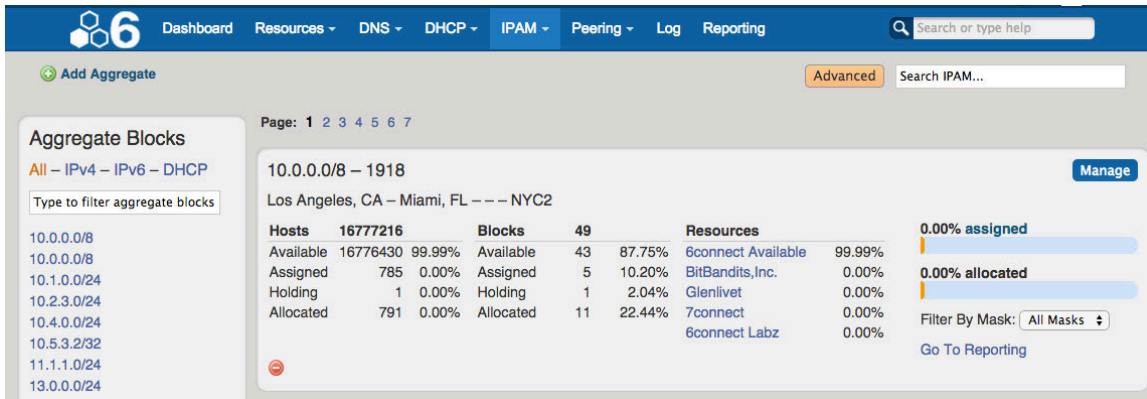 6 Dashboard Resources DNS DHCP IPAM Peering Log Reporting Search or type help
Add Aggregate Advanced Search IPAM...
Aggregate Blocks
All – IPv4 – IPv6 – DHCP
Type to filter aggregate blocks
10.0.0.0/8
10.0.0.0/8
10.1.0.0/24
10.2.3.0/24
10.4.0.0/24
10.5.3.2/32
11.1.1.0/24
13.0.0.0/24
Page: 1 2 3 4 5 6 7
10.0.0.0/8 – 1918 Manage
Los Angeles, CA – Miami, FL – – – NYC2
Hosts 16777216 Blocks 49 Resources
Available 16776430 99.99% Available 43 87.75% 6connect Available 99.99%
Assigned 785 0.00% Assigned 5 10.20% BitBandits,Inc. 0.00%
Holding 1 0.00% Holding 1 2.04% Glenlivet 0.00%
Allocated 791 0.00% Allocated 11 22.44% 7connect 0.00%
6connect Labz 0.00%
0.00% assigned
0.00% allocated
Filter By Mask: All Masks
Go To Reporting